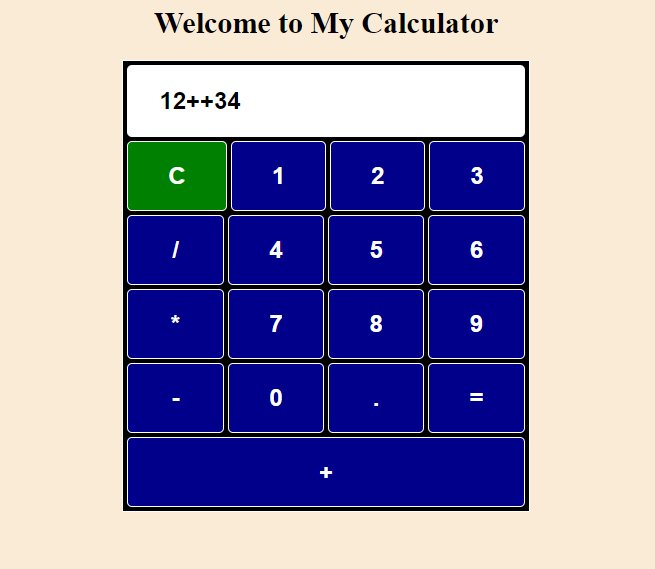 Welcome to My Calculator
12++34
C 1 2 3
/ 4 5 6
* 7 8 9
- 0 . =
+